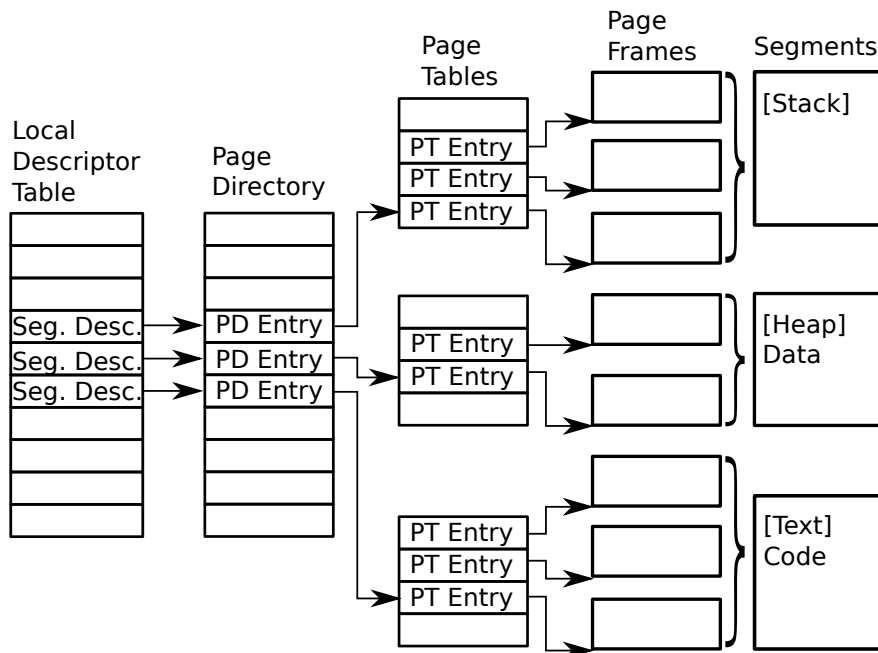 Local
Descriptor
Table
Seg. Desc.
Seg. Desc.
Seg. Desc.
Page
Directory
PD Entry
PD Entry
PD Entry
Page
Tables
PT Entry
PT Entry
PT Entry
PT Entry
PT Entry
PT Entry
PT Entry
PT Entry
Page
Frames
Segments
[Stack]
[Heap]
Data
[Text]
Code